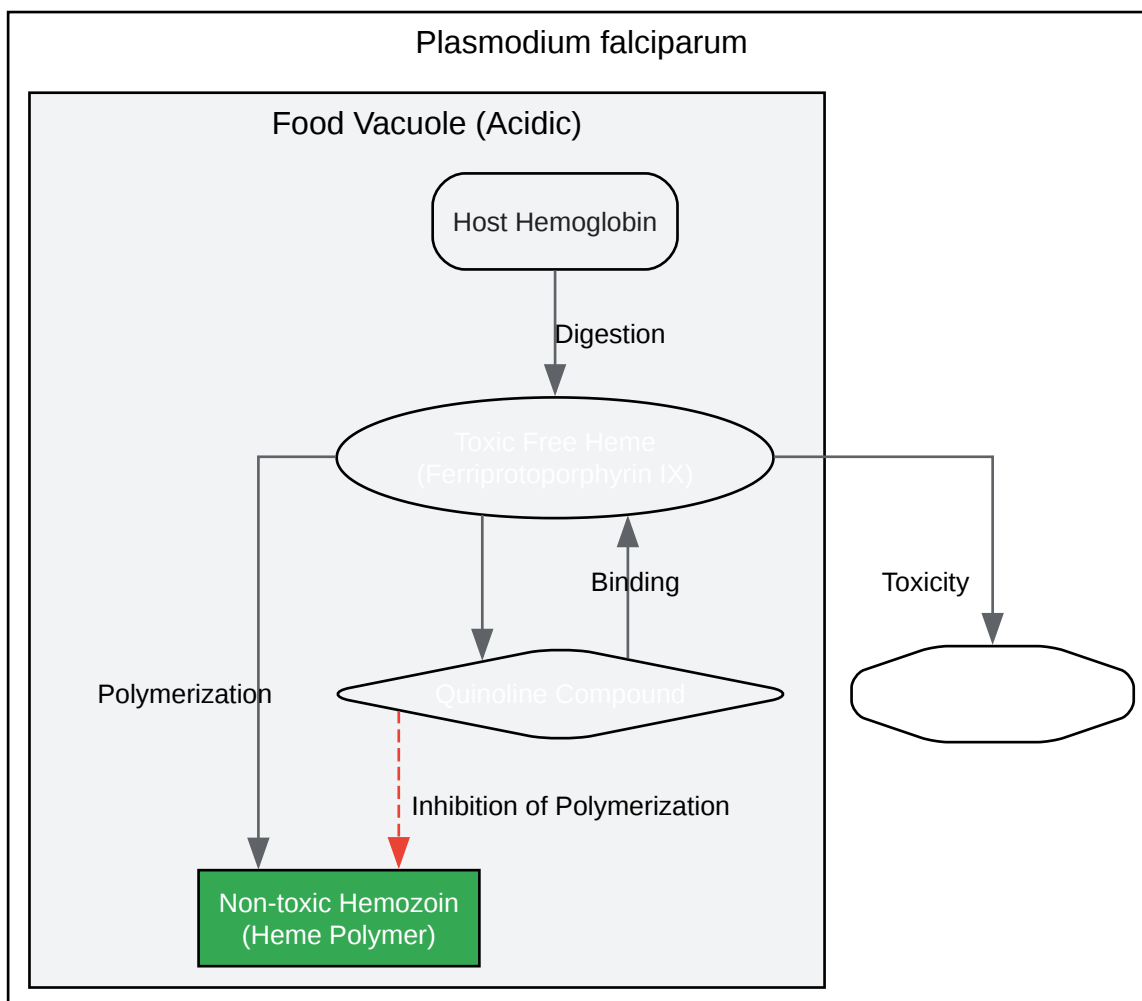 Plasmodium falciparum
Food Vacuole (Acidic)
Host Hemoglobin
Digestion
Toxic Free Heme
(Ferriprotoporphyrin IX)
Binding
Toxicity
Polymerization
Quinoline Compound
Inhibition of Polymerization
Non-toxic Hemozoin
(Heme Polymer)